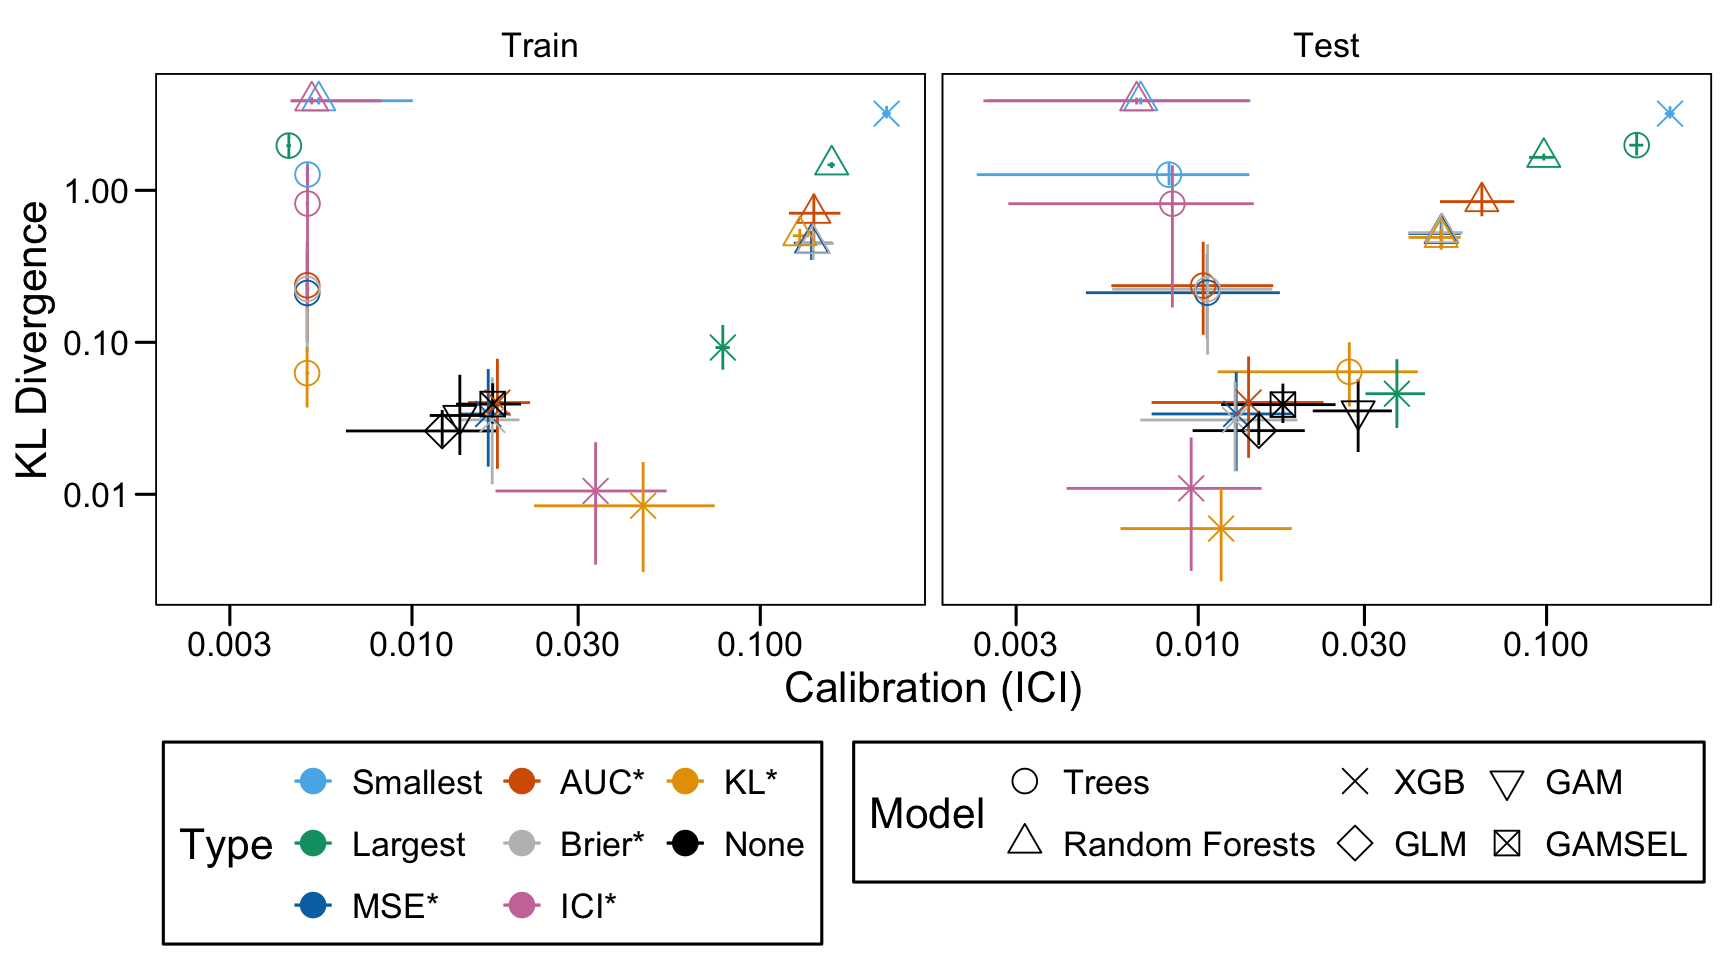 Train Test
KL Divergence
1.00
0.10
0.01
0.003 0.010 0.030 0.100 0.003 0.010 0.030 0.100
Calibration (ICI)
Type
Smallest AUC* KL*
Largest Brier* None
MSE* ICI*
Model
Trees XGB GAM
Random Forests GLM GAMSEL